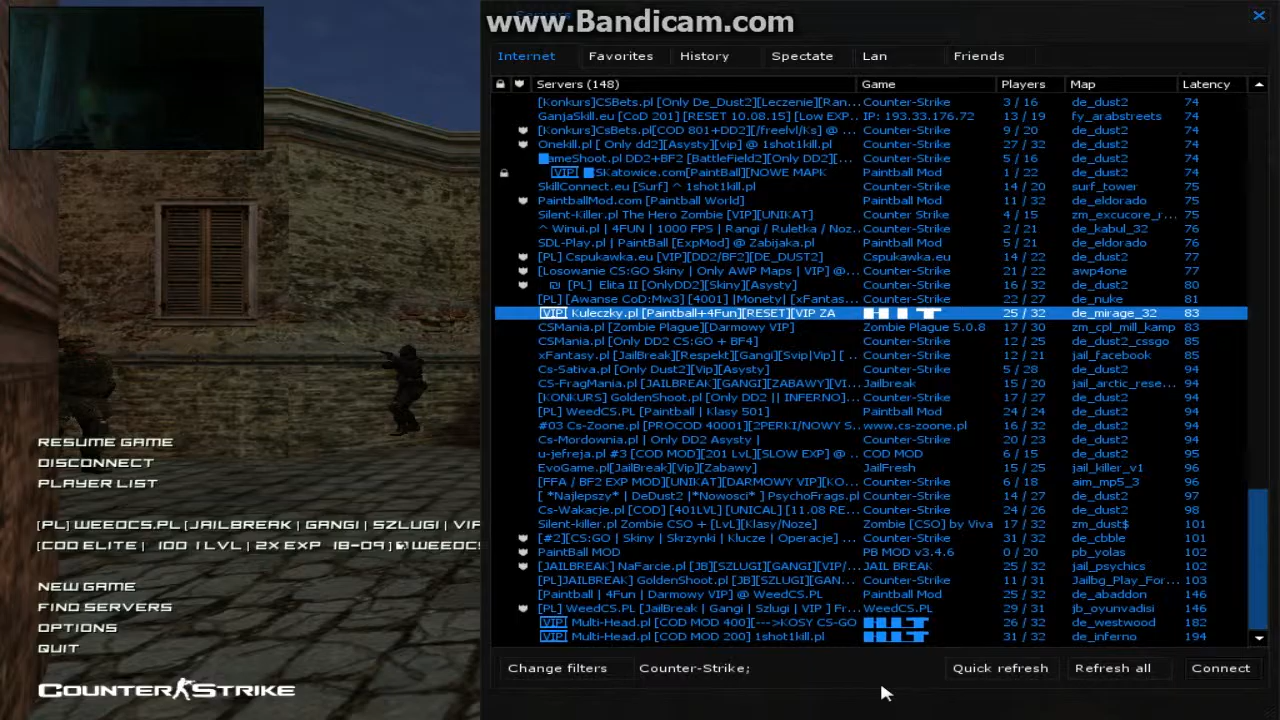 www.Bandicam.com
Internet Favorites History Spectate Lan Friends
Servers (148) Game Players Map Latency
[Konkurs]CSBets.pl [Only De_Dust2][Leczenie][Ran... Counter-Strike 3 / 16 de_dust2 74
GanjaSkill.eu [CoD 201] [RESET 10.08.15] [Low EXP... IP: 193.33.176.72 13 / 19 fy_arabstreets 74
[Konkurs]CsBets.pl[COD 801+DD2][/freelvl/Ks] @ ... Counter-Strike 9 / 20 de_dust2 74
Onekill.pl [ Only dd2][Asysty][vip] @ 1shot1kill.pl Counter-Strike 27 / 32 de_dust2 74
ameShoot.pl DD2+BF2 [BattleField2][Only DD2][... Counter-Strike 5 / 16 de_dust2 74
[VIP] SKatowice.com[PaintBall][NOWE MAPK Paintball Mod 1 / 22 de_dust2 74
SkillConnect.eu [Surf] ^ 1shot1kill.pl Counter-Strike 14 / 20 surf_tower 75
PaintballMod.com [Paintball World] Paintball Mod 11 / 32 de_eldorado 75
Silent-Killer.pl The Hero Zombie [VIP][UNIKAT] Counter Strike 4 / 15 zm_excucore_r... 75
^ Winui.pl | 4FUN | 1000 FPS | Rangi / Ruletka / Noz... Counter-Strike 2 / 21 de_kabul_32 76
SDL-Play.pl | PaintBall [ExpMod] @ Zabijaka.pl Paintball Mod 5 / 21 de_eldorado 76
[PL] Cspukawka.eu [VIP][DD2/BF2][DE_DUST2] Cspukawka.eu 14 / 22 de_dust2 77
[Losowanie CS:GO Skiny | Only AWP Maps | VIP] @... Counter-Strike 21 / 22 awp4one 77
[PL] Elita II [OnlyDD2][Skiny][Asysty] Counter-Strike 16 / 32 de_dust2 80
[PL] [Awanse CoD:Mw3] [4001] |Monety| [xFantas... Counter-Strike 22 / 27 de_nuke 81
[VIP] Kuleczky.pl [Paintball+4Fun][RESET][VIP ZA 25 / 32 de_mirage_32 83
CSMania.pl [Zombie Plague][Darmowy VIP] Zombie Plague 5.0.8 17 / 30 zm_cpl_mill_kamp 83
CSMania.pl [Only DD2 CS:GO + BF4] Counter-Strike 12 / 25 de_dust2_cssgo 85
xFantasy.pl [JailBreak][Respekt][Gangi][Svip|Vip] [ ... Counter-Strike 12 / 21 jail_facebook 85
Cs-Sativa.pl [Only Dust2][Vip][Asysty] Counter-Strike 5 / 28 de_dust2 85
CS-FragMania.pl [JAILBREAK][GANGI][ZABAWY][VI... Jailbreak 15 / 20 jail_arctic_rese... 94
[KONKURS] GoldenShoot.pl [Only DD2 || INFERNO]... Counter-Strike 17 / 27 de_dust2 94
[PL] WeedCS.PL [Paintball | Klasy 501] Paintball Mod 24 / 24 de_dust2 94
#03 Cs-Zoone.pl [PROCOD 40001][2PERKI/NOWY S... www.cs-zoone.pl 16 / 32 de_dust2 94
Cs-Mordownia.pl | Only DD2 Asysty | Counter-Strike 20 / 23 de_dust2 94
u-jefreja.pl #3 [COD MOD][201 LvL][SLOW EXP] @ ... COD MOD 6 / 15 de_dust2 95
EvoGame.pl[JailBreak][Vip][Zabawy] JailFresh 15 / 25 jail_killer_v1 96
[FFA / BF2 EXP MOD][UNIKAT][DARMOWY VIP][KO... Counter-Strike 6 / 18 aim_mp5_3 96
[ *Najlepszy* | DeDust2 |*Nowosci* ] PsychoFrags.pl Counter-Strike 14 / 27 de_dust2 97
Cs-Wakacje.pl [COD] [401LVL] [UNICAL] [11.08 RE... Counter-Strike 24 / 26 de_dust2 98
Silent-killer.pl Zombie CSO + [LvL][Klasy/Noze] Zombie [CSO] by Viva 17 / 32 zm_dust$ 101
[#2][CS:GO | Skiny | Skrzynki | Klucze | Operacje] ... Counter-Strike 31 / 32 de_cbble 101
PaintBall MOD PB MOD v3.4.6 0 / 20 pb_yolas 102
[JAILBREAK] NaFarcie.pl [JB][SZLUGI][GANGI][VIP/... JAIL BREAK 25 / 32 jail_psychics 102
[PL]JAILBREAK] GoldenShoot.pl [JB][SZLUGI][GAN... Counter-Strike 11 / 31 Jailbg_Play_For... 103
[Paintball | 4Fun | Darmowy VIP] @ WeedCS.PL Paintball Mod 25 / 32 de_abaddon 146
[PL] WeedCS.PL [JailBreak | Gangi | Szlugi | VIP ] Fr... WeedCS.PL 29 / 31 jb_oyunvadisi 146
[VIP] Multi-Head.pl [COD MOD 400][--->KOSY CS-GO 26 / 32 de_westwood 182
[VIP] Multi-Head.pl [COD MOD 200] 1shot1kill.pl 31 / 32 de_inferno 194
Change filters Counter-Strike; Quick refresh Refresh all Connect
RESUME GAME
DISCONNECT
PLAYER LIST
[PL] WEEDCS.PL [JAILBREAK | GANGI | SZLUGI | VIP
[COD ELITE | 1001 LVL | 2X EXP 18-09] WEEDCS
NEW GAME
FIND SERVERS
OPTIONS
QUIT
COUNTER STRIKE